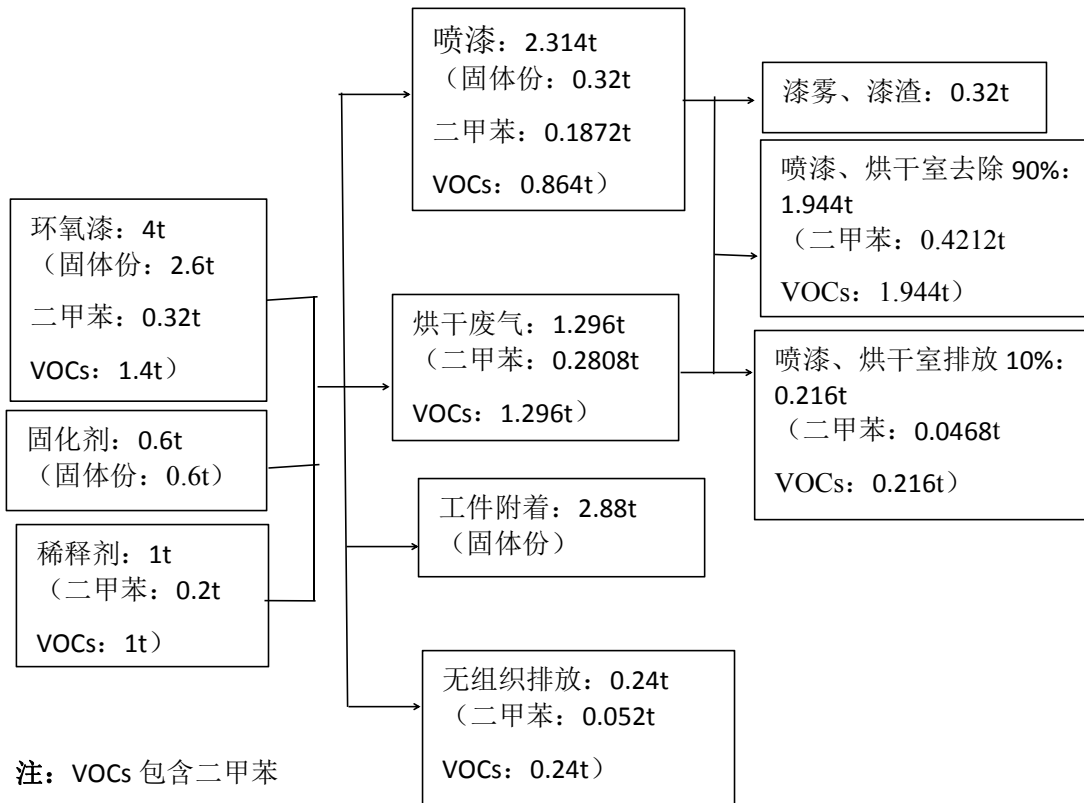 环氧漆：4t
（固体份：2.6t
二甲苯：0.32t
VOCs：1.4t）
固化剂：0.6t
（固体份：0.6t）
稀释剂：1t
（二甲苯：0.2t
VOCs：1t）
喷漆：2.314t
（固体份：0.32t
二甲苯：0.1872t
VOCs：0.864t）
烘干废气：1.296t
（二甲苯：0.2808t
VOCs：1.296t）
工件附着：2.88t
（固体份）
无组织排放：0.24t
（二甲苯：0.052t
VOCs：0.24t）
漆雾、漆渣：0.32t
喷漆、烘干室去除 90%：
1.944t
（二甲苯：0.4212t
VOCs：1.944t）
喷漆、烘干室排放 10%：
0.216t
（二甲苯：0.0468t
VOCs：0.216t）
注：VOCs 包含二甲苯